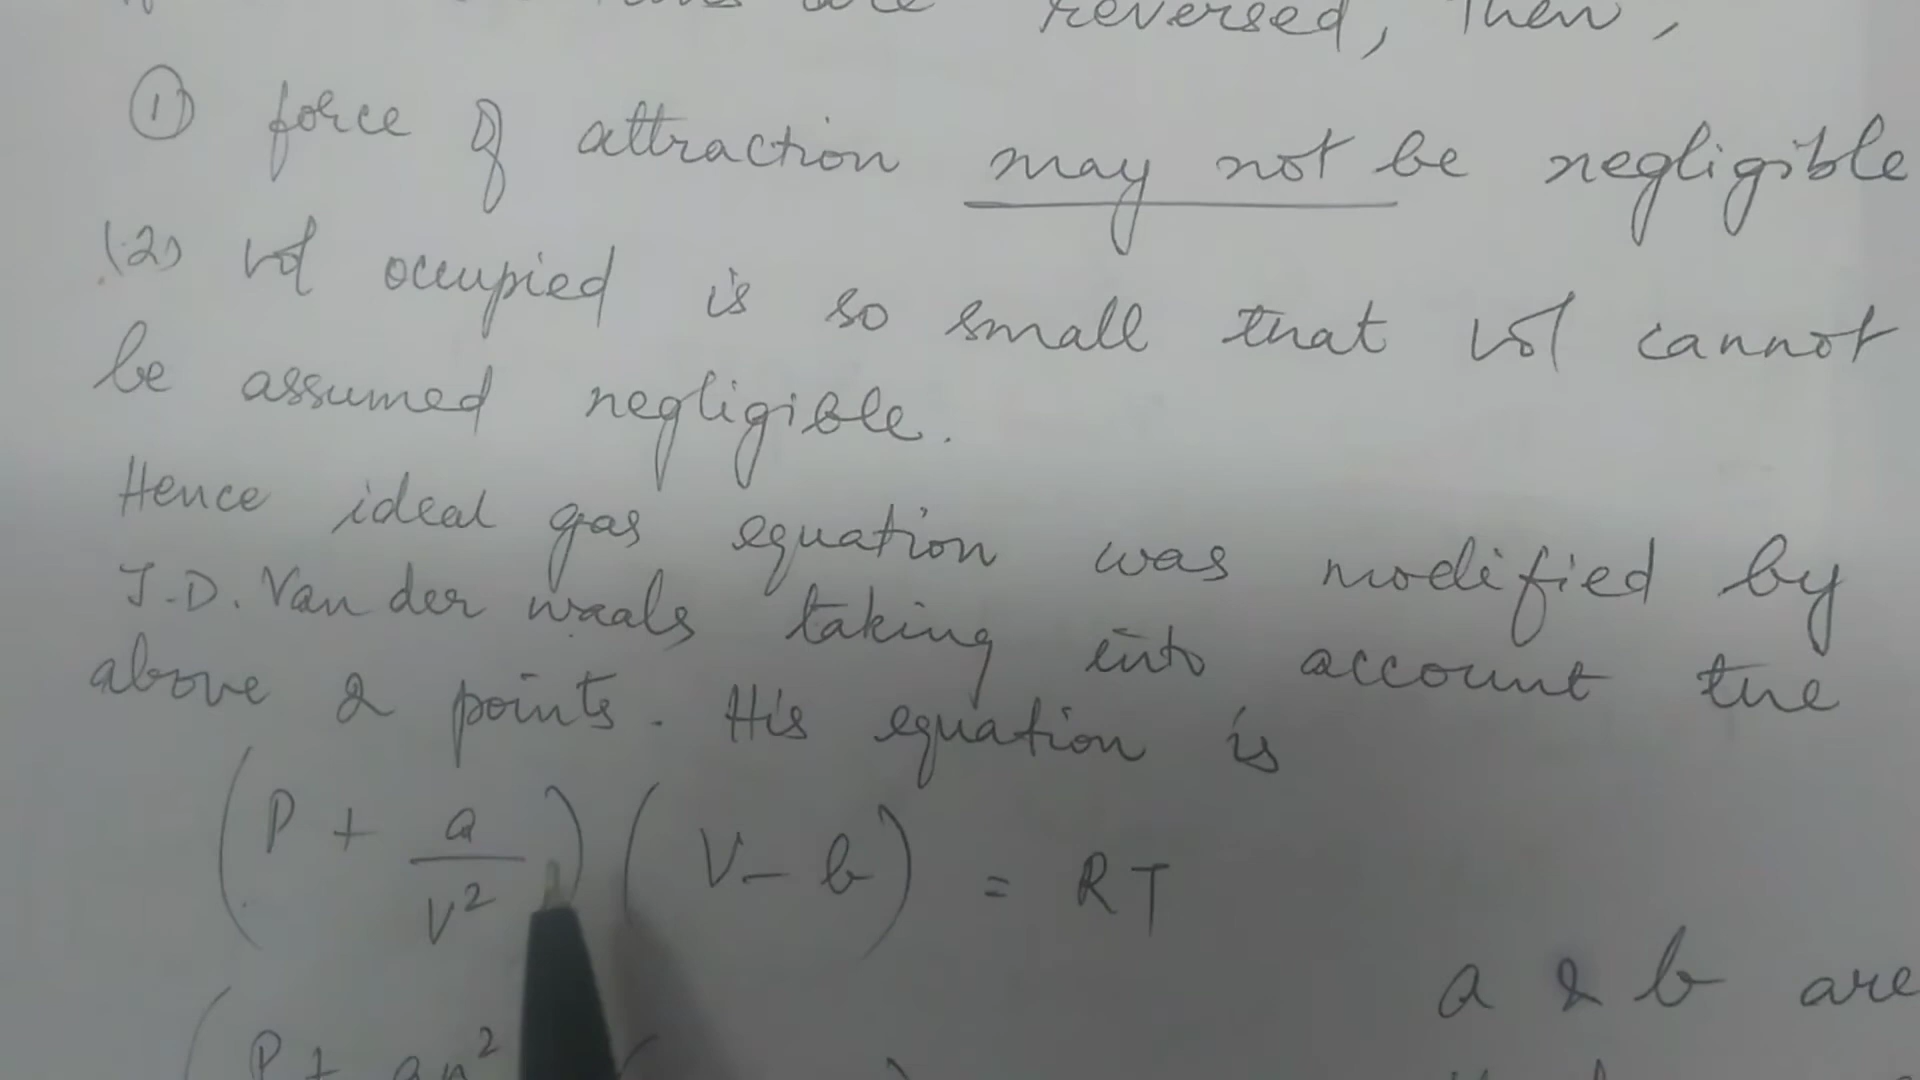 are reversed, Then,
① force of attraction may not be negligible
(2) vol occupied is so small that vol cannot
be assumed negligible.
Hence ideal gas equation was modified by
J.D. Van der waals taking into account the
above 2 points. His equation is
(P + a/V²) (V - b) = RT
a & b are
(P + an²